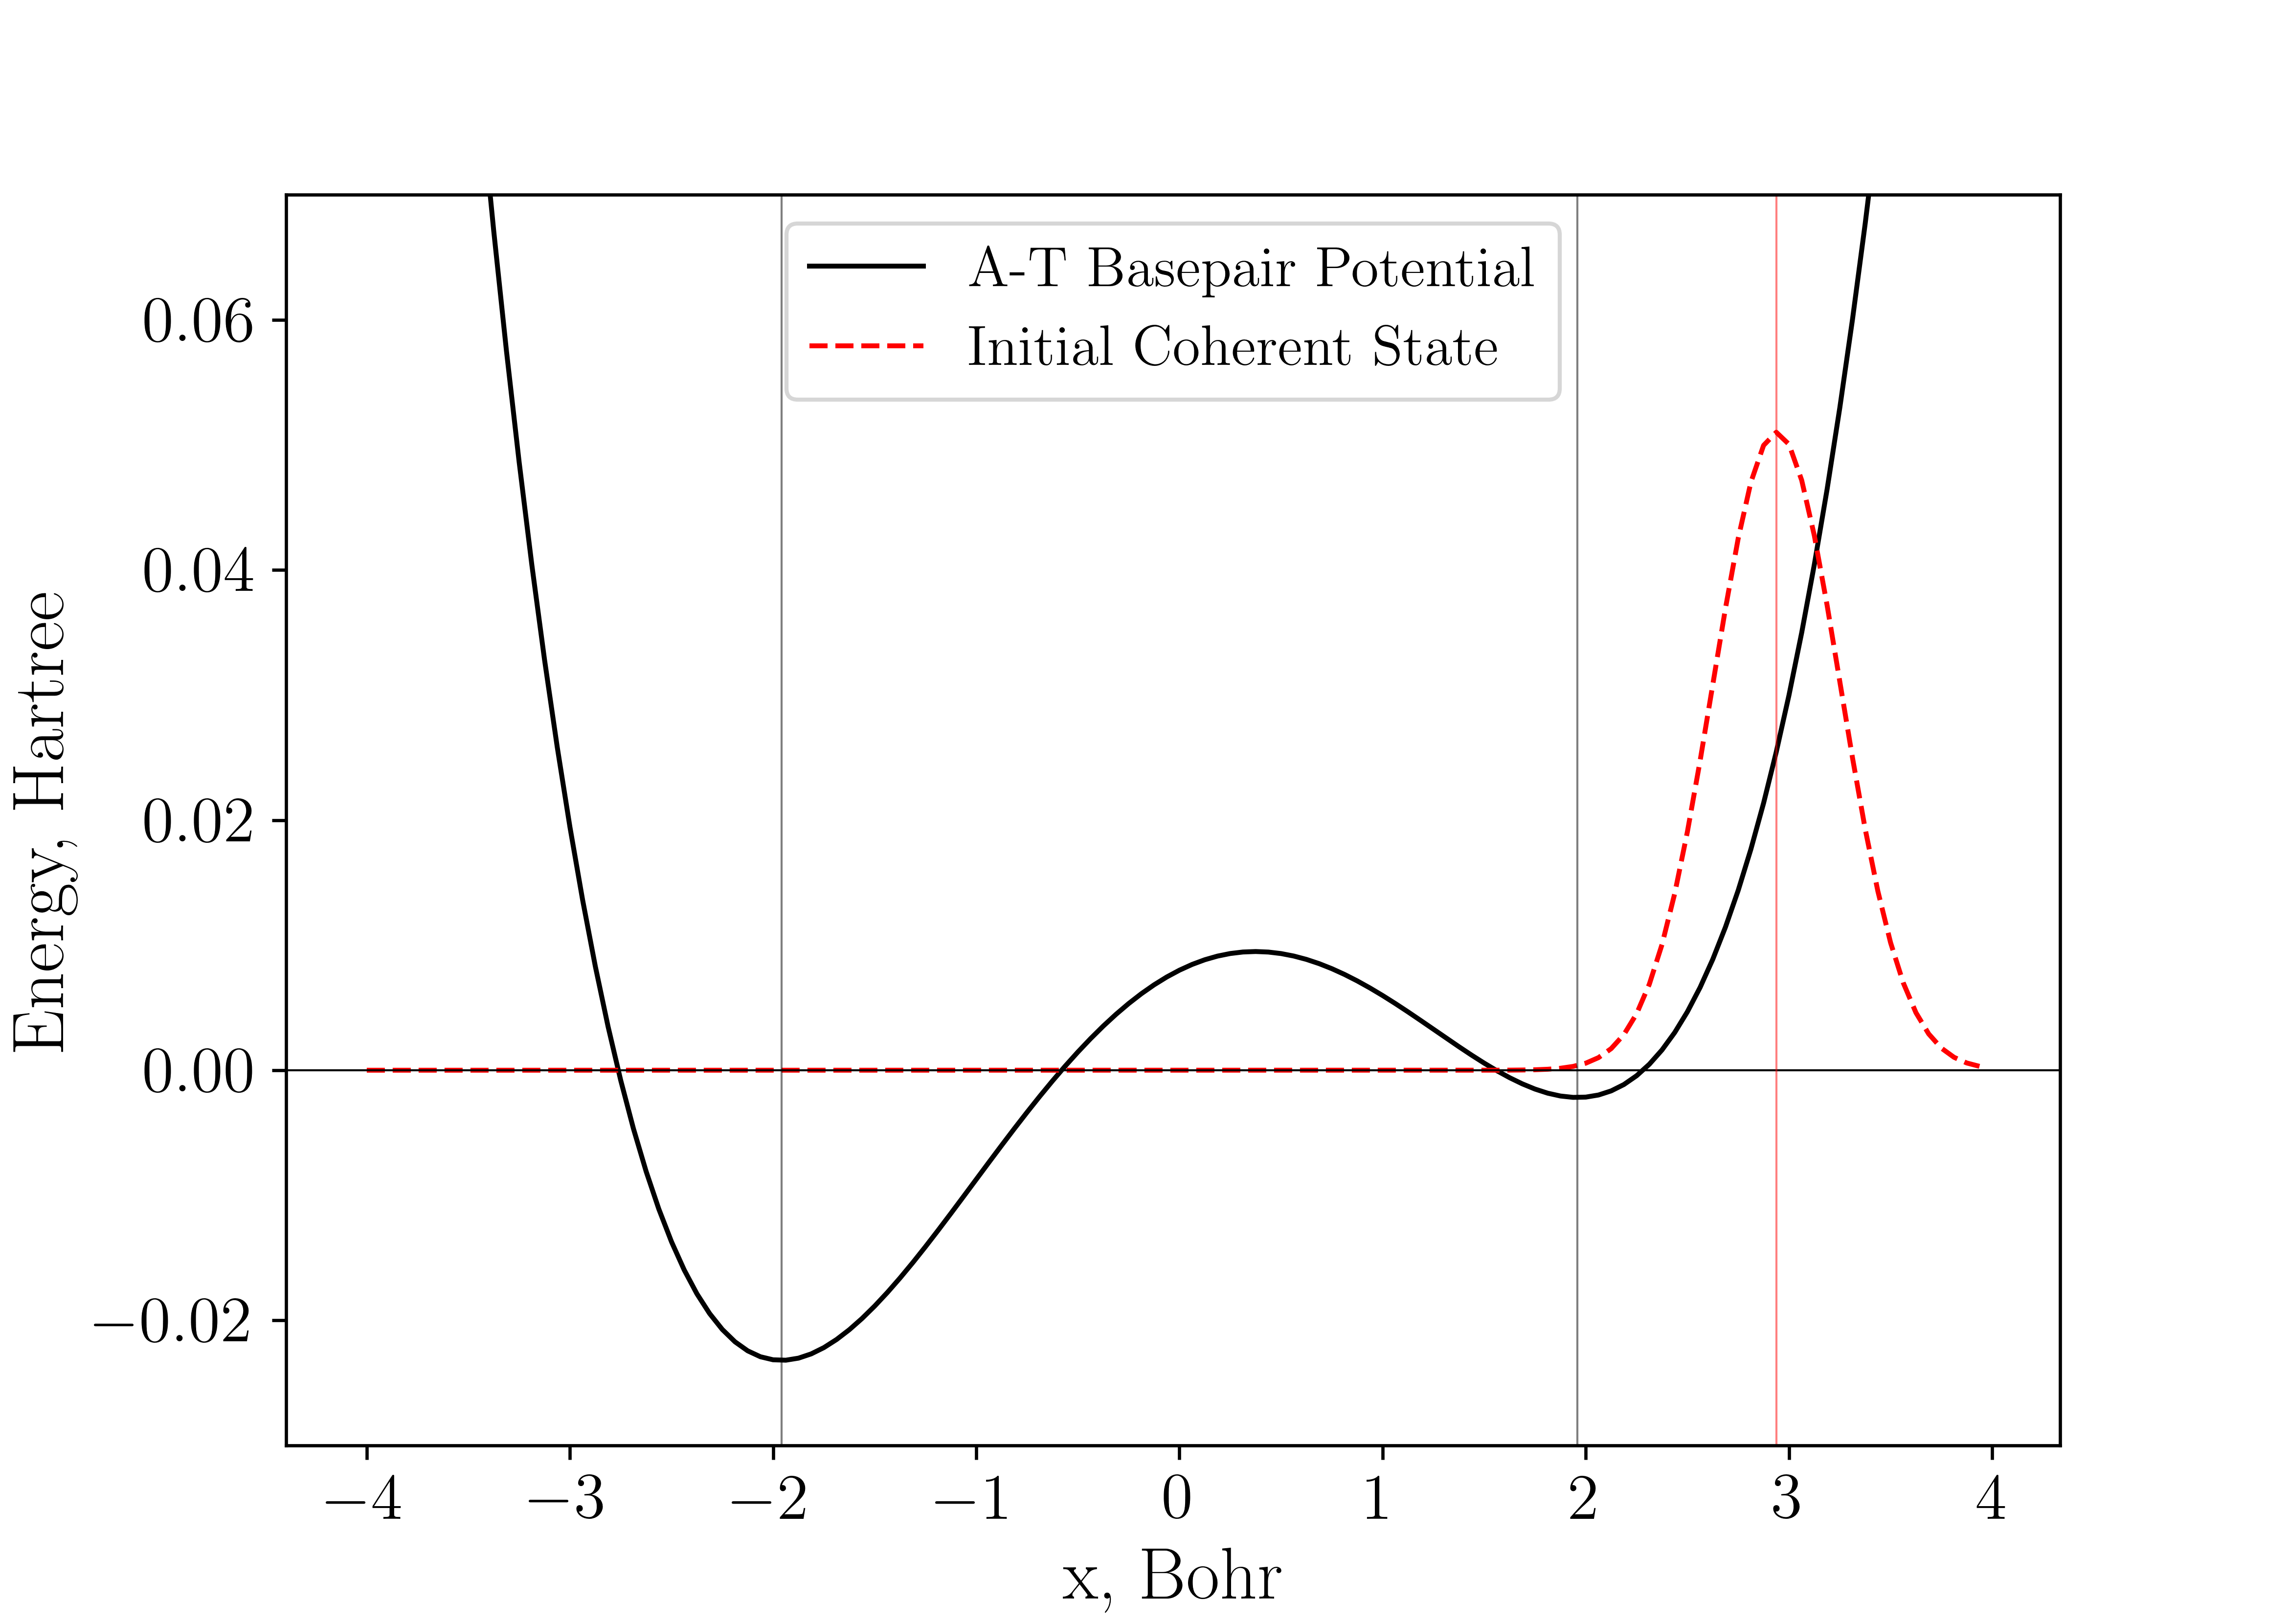 A-T Basepair Potential
Initial Coherent State
Energy, Hartree
0.06
0.04
0.02
0.00
−0.02
−4 −3 −2 −1 0 1 2 3 4
x, Bohr